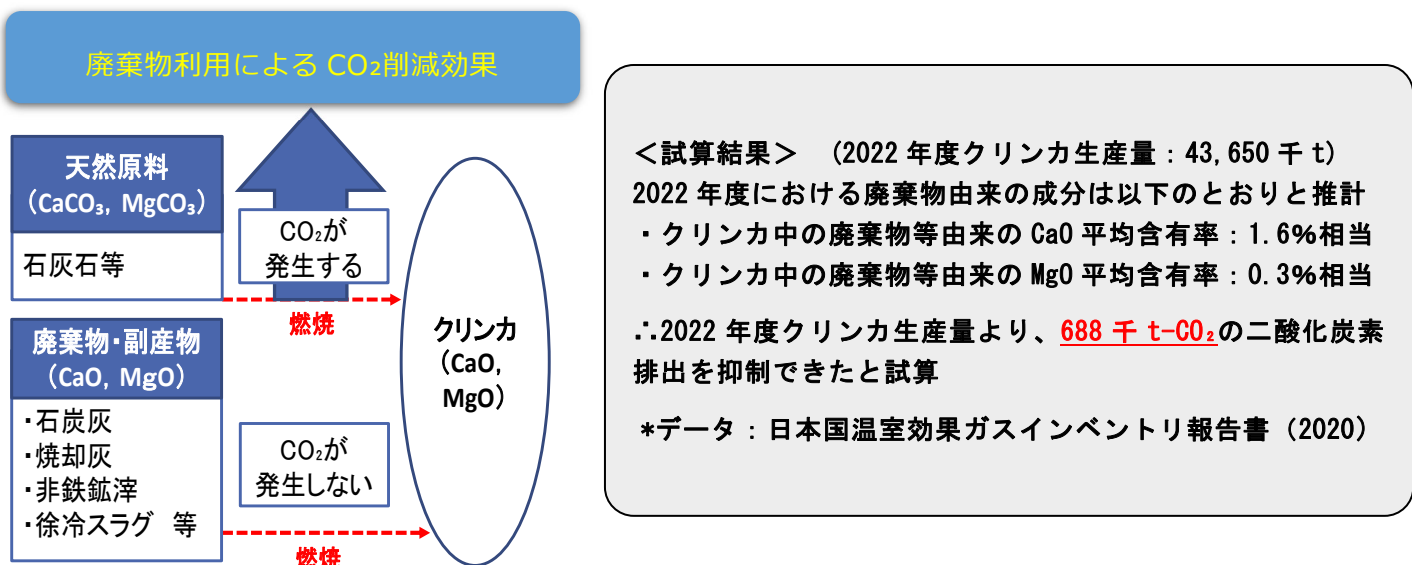 廃棄物利用による CO₂削減効果
天然原料
（CaCO₃, MgCO₃）
石灰石等
CO₂が
発生する
燃焼
廃棄物・副産物
（CaO, MgO）
・石炭灰
・焼却灰
・非鉄鉱滓
・徐冷スラグ　等
CO₂が
発生しない
燃焼
クリンカ
（CaO,
MgO）
＜試算結果＞　（2022 年度クリンカ生産量：43,650 千 t）
2022 年度における廃棄物由来の成分は以下のとおりと推計
・クリンカ中の廃棄物等由来の CaO 平均含有率：1.6%相当
・クリンカ中の廃棄物等由来の MgO 平均含有率：0.3%相当
∴2022 年度クリンカ生産量より、688 千 t-CO₂の二酸化炭素
排出を抑制できたと試算
*データ：日本国温室効果ガスインベントリ報告書（2020）